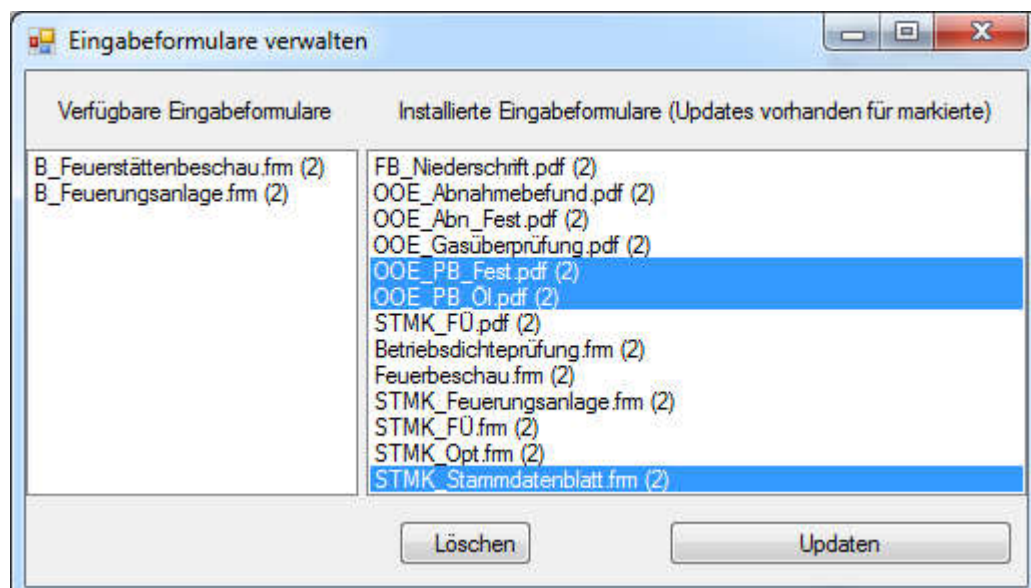 Eingabeformulare verwalten
Verfügbare Eingabeformulare
Installierte Eingabeformulare (Updates vorhanden für markierte)
B_Feuerstättenbeschau.frm (2)
B_Feuerungsanlage.frm (2)
FB_Niederschrift.pdf (2)
OOE_Abnahmebefund.pdf (2)
OOE_Abn_Fest.pdf (2)
OOE_Gasüberprüfung.pdf (2)
OOE_PB_Fest.pdf (2)
OOE_PB_Öl.pdf (2)
STMK_FÜ.pdf (2)
Betriebsdichteprüfung.frm (2)
Feuerbeschau.frm (2)
STMK_Feuerungsanlage.frm (2)
STMK_FÜ.frm (2)
STMK_Opt.frm (2)
STMK_Stammdatenblatt.frm (2)
Löschen
Updaten